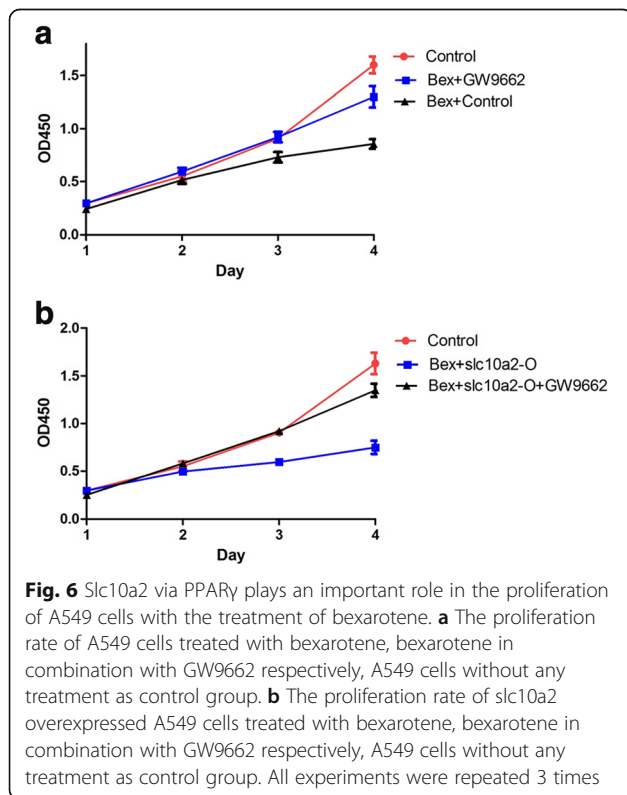 a
Control
Bex+GW9662
Bex+Control
OD450
1.5
1.0
0.5
0.0
1 2 3 4
Day
b
Control
Bex+slc10a2-O
Bex+slc10a2-O+GW9662
OD450
2.0
1.5
1.0
0.5
0.0
1 2 3 4
Day
Fig. 6 Slc10a2 via PPARγ plays an important role in the proliferation
of A549 cells with the treatment of bexarotene. a The proliferation
rate of A549 cells treated with bexarotene, bexarotene in
combination with GW9662 respectively, A549 cells without any
treatment as control group. b The proliferation rate of slc10a2
overexpressed A549 cells treated with bexarotene, bexarotene in
combination with GW9662 respectively, A549 cells without any
treatment as control group. All experiments were repeated 3 times